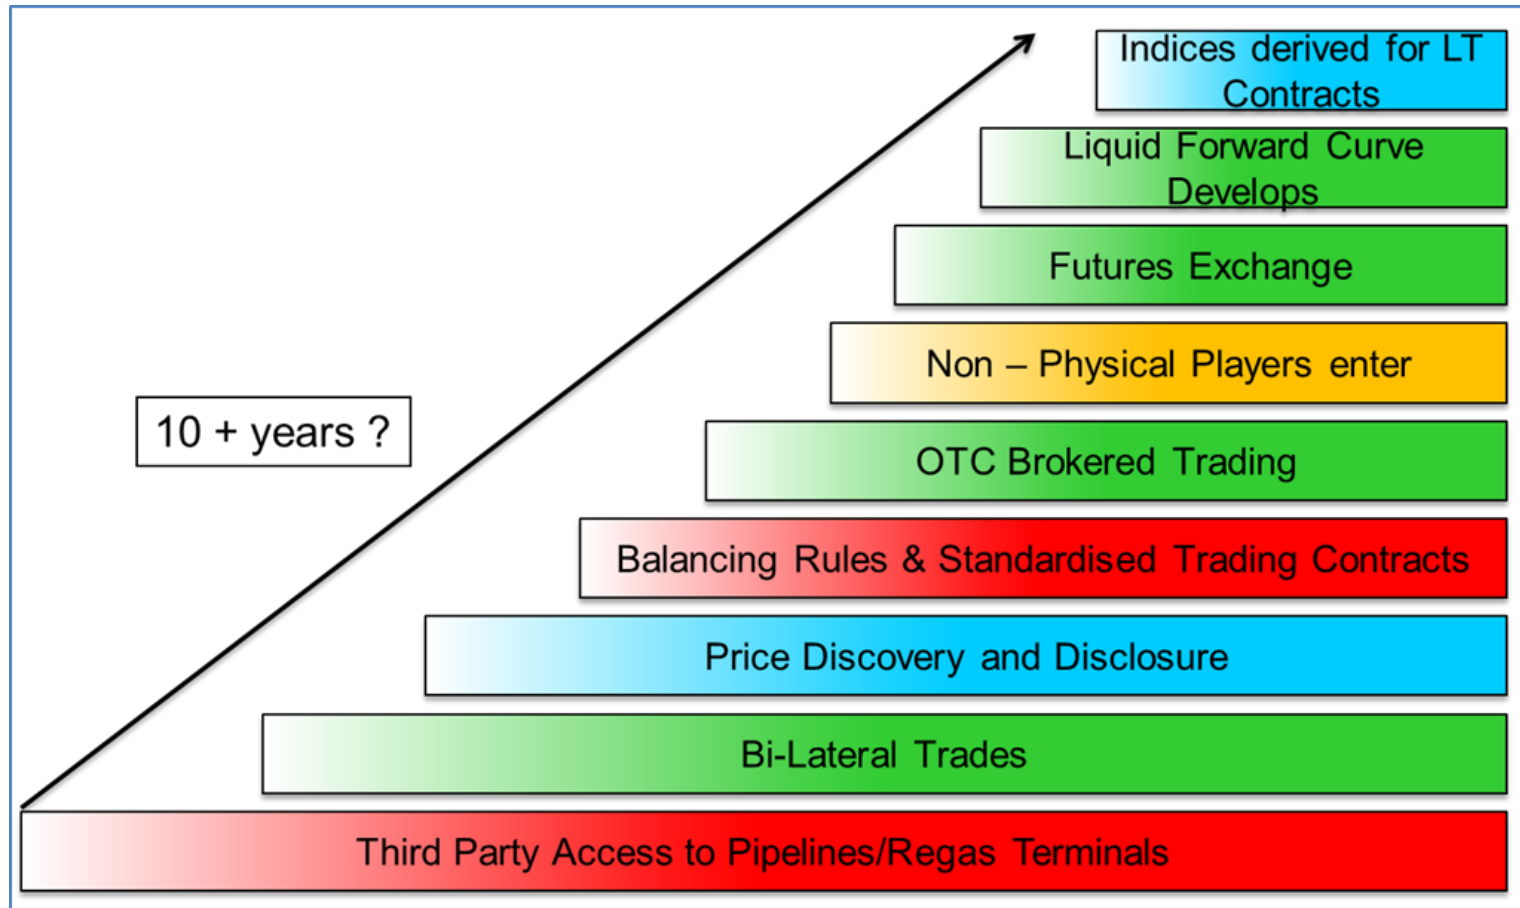 Indices derived for LT
Contracts
Liquid Forward Curve
Develops
Futures Exchange
Non – Physical Players enter
10 + years ?
OTC Brokered Trading
Balancing Rules & Standardised Trading Contracts
Price Discovery and Disclosure
Bi-Lateral Trades
Third Party Access to Pipelines/Regas Terminals